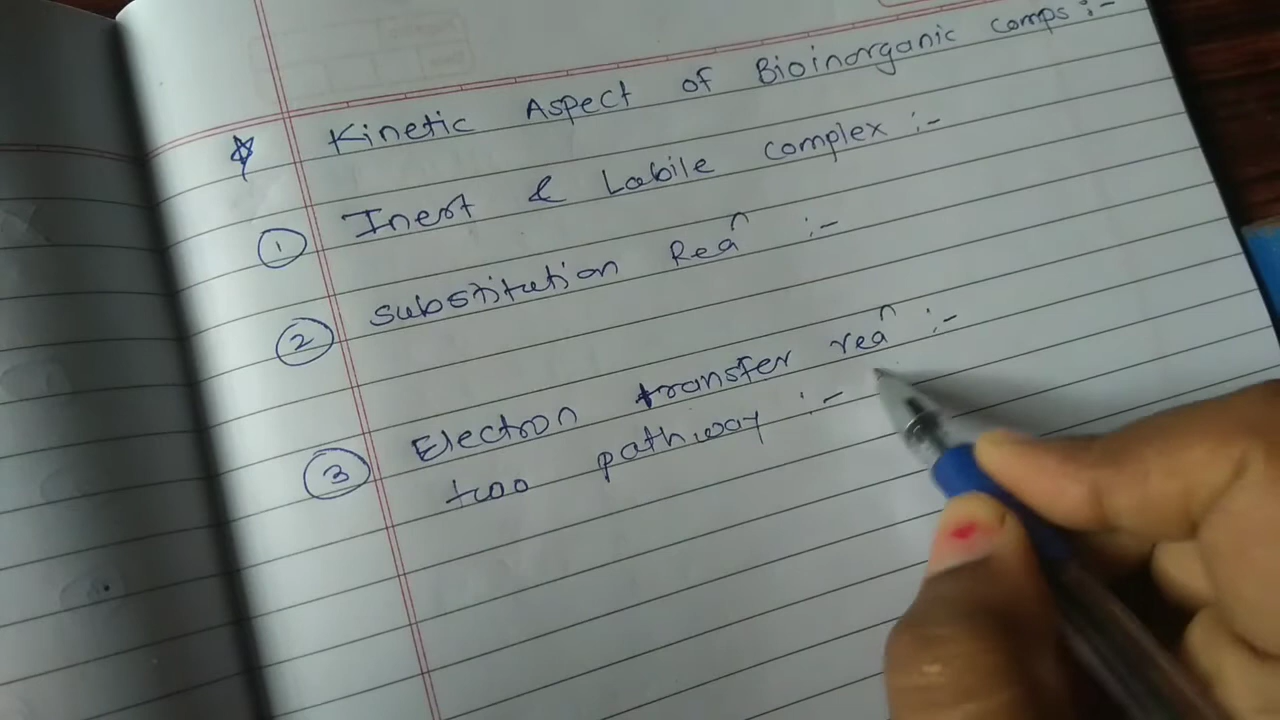 ☆ Kinetic Aspect of Bioinorganic comps :-
① Inert & Labile complex :-
② substitution Reaⁿ :-
③ Electron transfer reaⁿ :-
two pathway :-